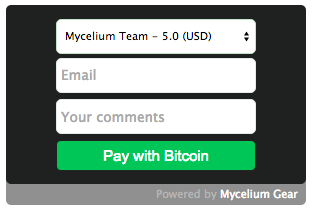 Mycelium Team - 5.0 (USD)
Email
Your comments
Pay with Bitcoin
Powered by Mycelium Gear